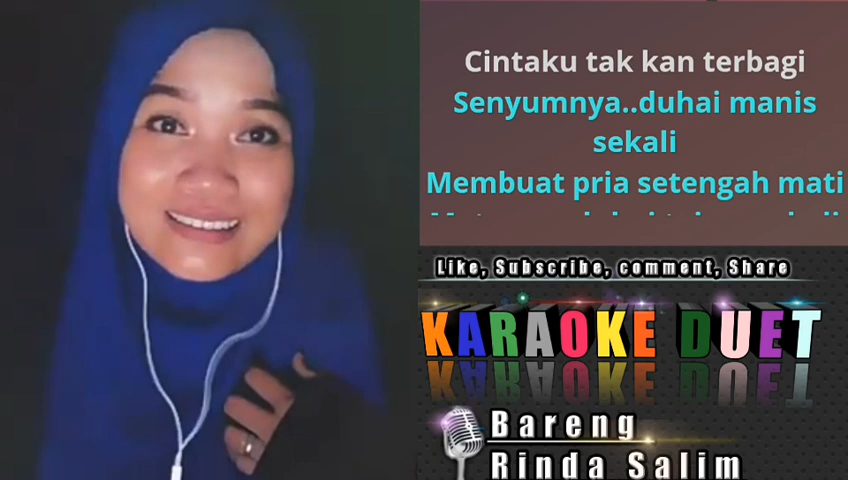 Cintaku tak kan terbagi
Senyumnya..duhai manis
sekali
Membuat pria setengah mati
Like, Subscribe, comment, Share
KARAOKE DUET
Bareng
Rinda Salim